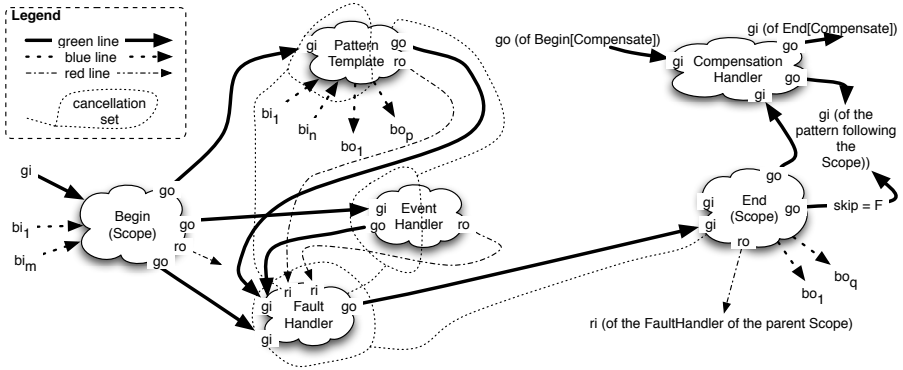 Legend
green line
blue line
red line
cancellation
set
gi
Pattern
Template
go
ro
bi1
bin
bo1
bop
go (of Begin[Compensate])
gi (of End[Compensate])
go
gi
Compensation
Handler
go
gi
gi (of the
pattern following
the
Scope))
gi
bi1
bim
Begin
(Scope)
go
go
ro
go
gi
go
Event
Handler
ro
gi
gi
ri
ri
Fault
Handler
go
go
gi
gi
End
(Scope)
go
ro
skip = F
bo1
boq
ri (of the FaultHandler of the parent Scope)